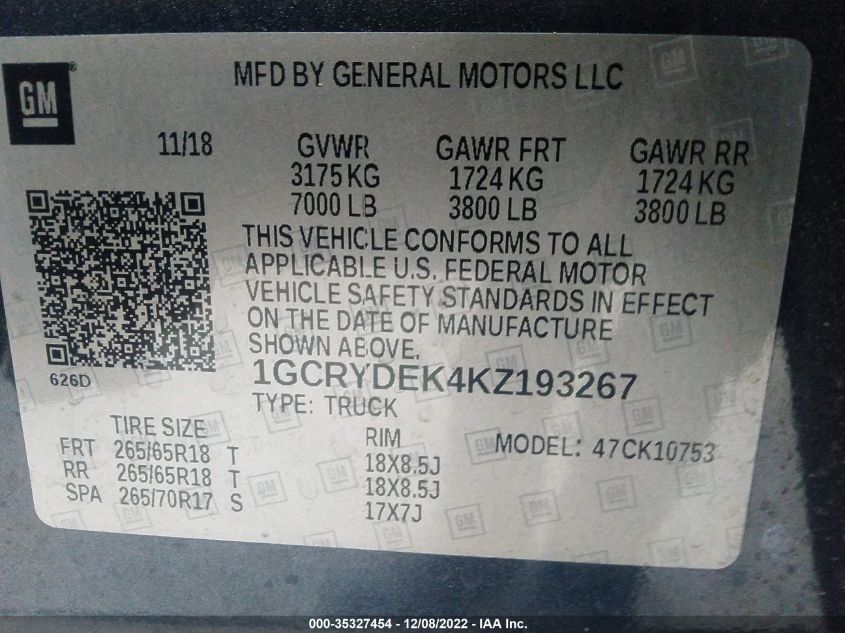 GM
MFD BY GENERAL MOTORS LLC
11/18 GVWR GAWR FRT GAWR RR
3175 KG 1724 KG 1724 KG
7000 LB 3800 LB 3800 LB
THIS VEHICLE CONFORMS TO ALL
APPLICABLE U.S. FEDERAL MOTOR
VEHICLE SAFETY STANDARDS IN EFFECT
ON THE DATE OF MANUFACTURE
SHOWN ABOVE.
626D
1GCRYDEK4KZ193267
TYPE: TRUCK
TIRE SIZE RIM MODEL: 47CK10753
FRT 265/65R18 T 18X8.5J
RR 265/65R18 T 18X8.5J
SPA 265/70R17 S 17X7J
000-35327454 - 12/08/2022 - IAA Inc.